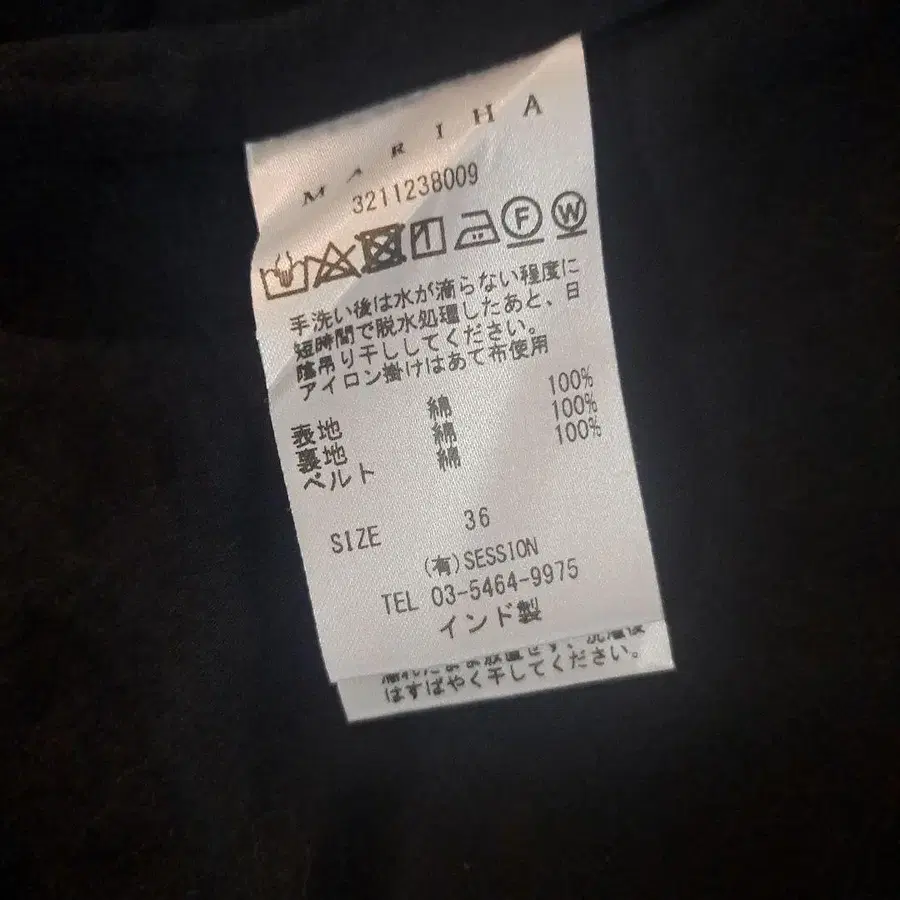 MARIHA
3211238009
F W
手洗い後は水が滴らない程度に
短時間で脱水処理したあと、日
陰吊り干ししてください。
アイロン掛けはあて布使用
表地 綿 100%
裏地 綿 100%
ベルト 綿 100%
SIZE 36
(有)SESSION
TEL 03-5464-9975
インド製
はすばやく干してください。